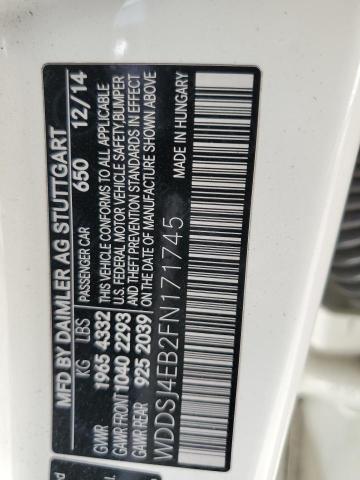 MFD BY DAIMLER AG STUTTGART
KG LBS PASSENGER CAR 650 12/14
GVWR 1965 4332 THIS VEHICLE CONFORMS TO ALL APPLICABLE
GAWR FRONT 1040 2293 U.S. FEDERAL MOTOR VEHICLE SAFETY, BUMPER
GAWR REAR 925 2039 AND THEFT PREVENTION STANDARDS IN EFFECT
ON THE DATE OF MANUFACTURE SHOWN ABOVE
WDDSJ4EB2FN171745 MADE IN HUNGARY